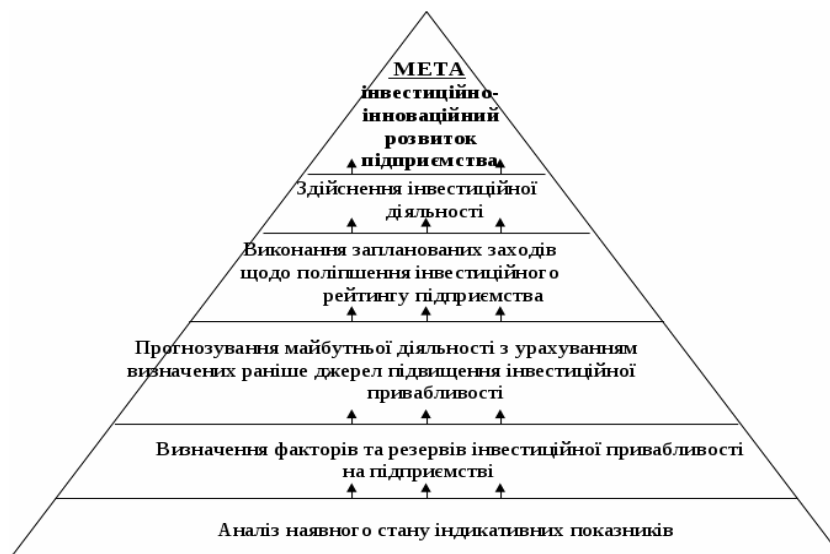 МЕТА
інвестиційно-
інноваційний
розвиток
підприємства
Здійснення інвестиційної
діяльності
Виконання запланованих заходів
щодо поліпшення інвестиційного
рейтингу підприємства
Прогнозування майбутньої діяльності з урахуванням
визначених раніше джерел підвищення інвестиційної
привабливості
Визначення факторів та резервів інвестиційної привабливості
на підприємстві
Аналіз наявного стану індикативних показників